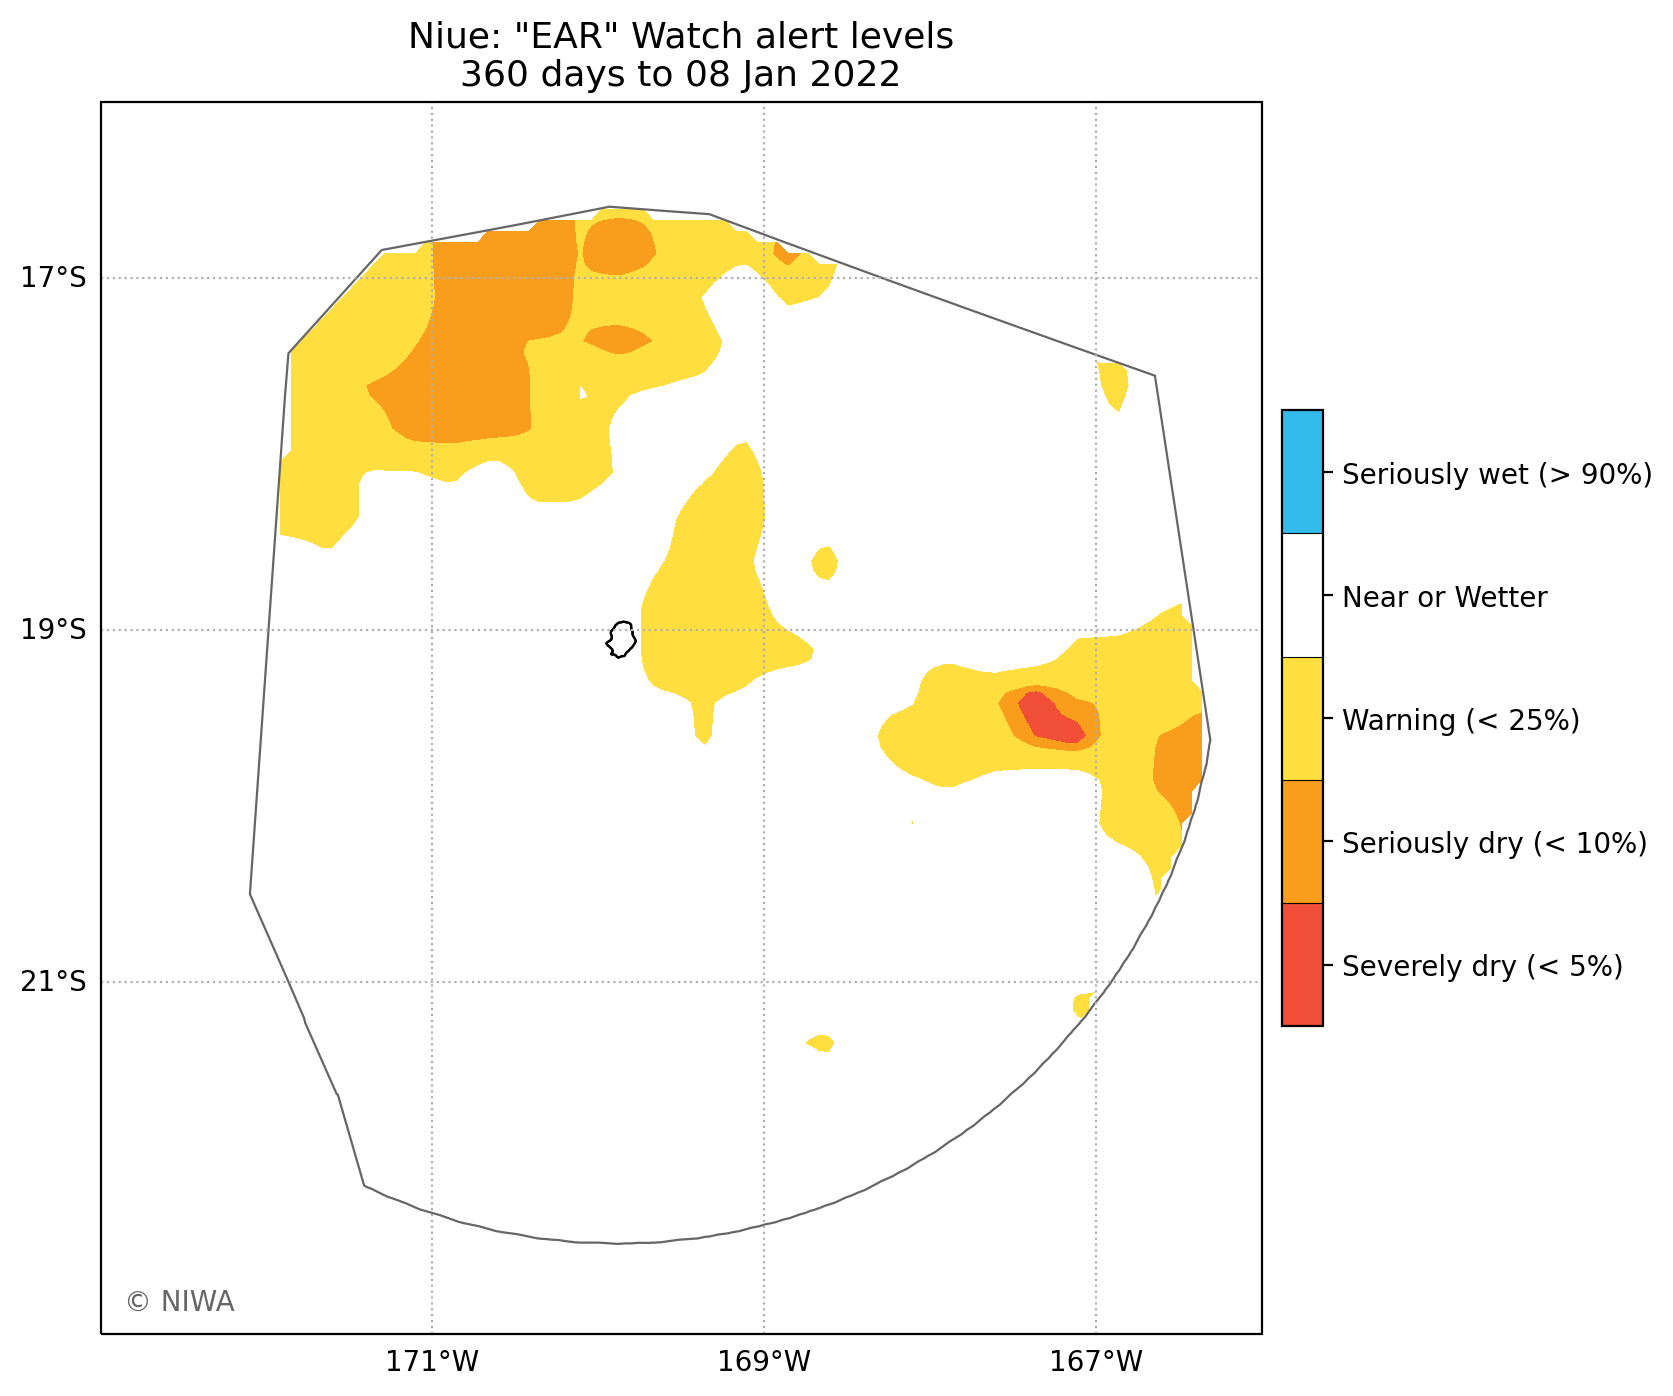 Niue: "EAR" Watch alert levels
360 days to 08 Jan 2022
17°S
19°S
21°S
171°W
169°W
167°W
Seriously wet (> 90%)
Near or Wetter
Warning (< 25%)
Seriously dry (< 10%)
Severely dry (< 5%)
© NIWA